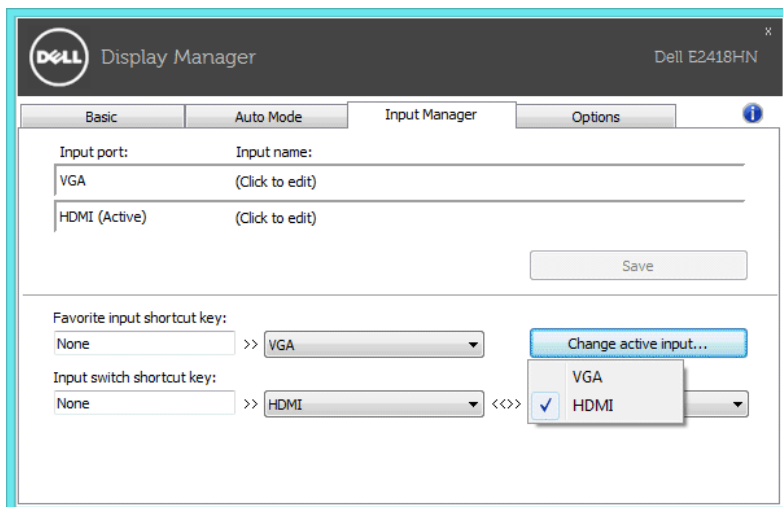 DELL Display Manager Dell E2418HN
x
Basic Auto Mode Input Manager Options i
Input port: Input name:
VGA (Click to edit)
HDMI (Active) (Click to edit)
Save
Favorite input shortcut key:
None >> VGA Change active input...
VGA
Input switch shortcut key:
None >> HDMI <<>> HDMI